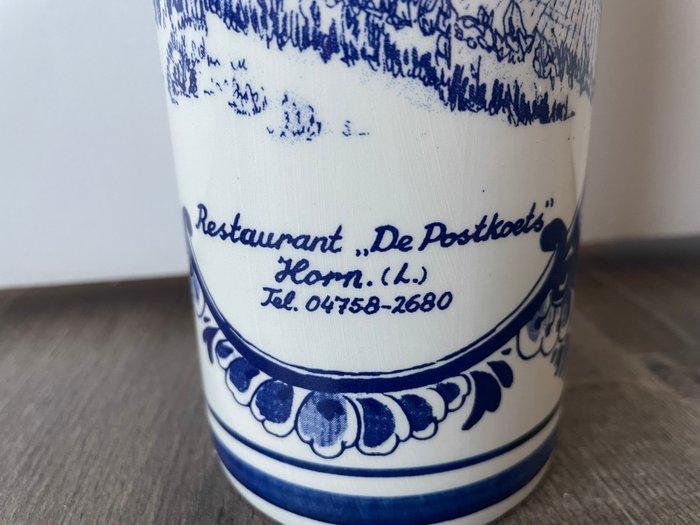 Restaurant „De Postkoets"
Horn. (L.)
Tel. 04758-2680